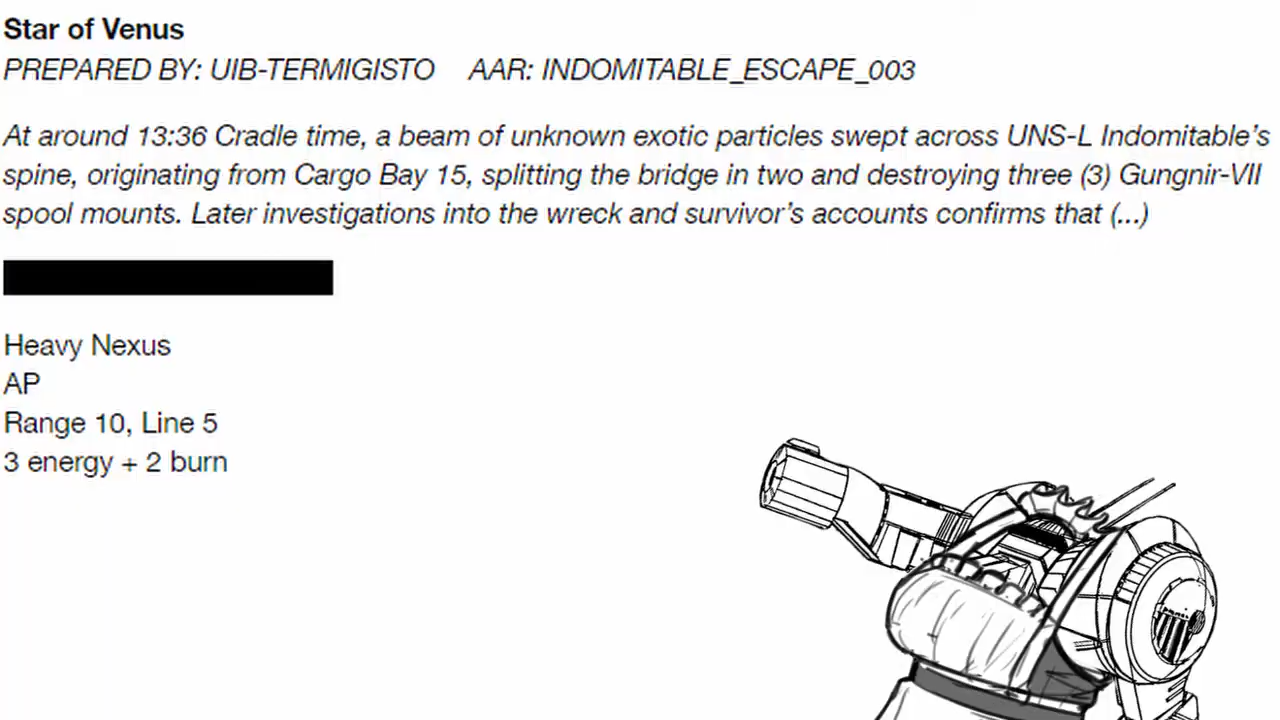 Star of Venus
PREPARED BY: UIB-TERMIGISTO AAR: INDOMITABLE_ESCAPE_003
At around 13:36 Cradle time, a beam of unknown exotic particles swept across UNS-L Indomitable's
spine, originating from Cargo Bay 15, splitting the bridge in two and destroying three (3) Gungnir-VII
spool mounts. Later investigations into the wreck and survivor's accounts confirms that (...)
Heavy Nexus
AP
Range 10, Line 5
3 energy + 2 burn